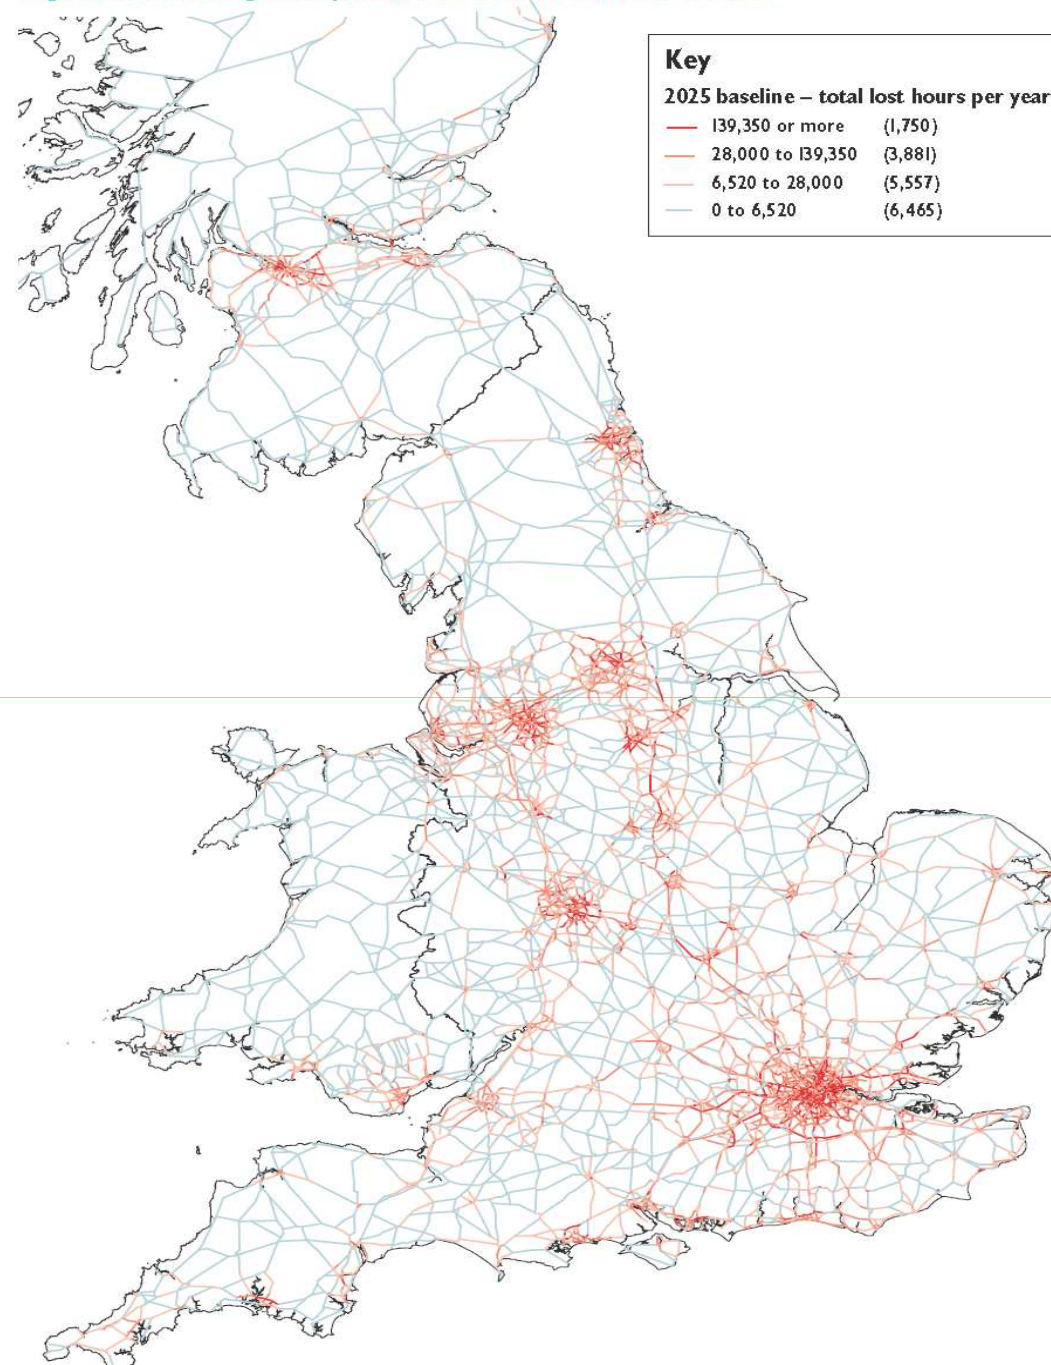 Key
2025 baseline – total lost hours per year
139,350 or more (1,750)
28,000 to 139,350 (3,881)
6,520 to 28,000 (5,557)
0 to 6,520 (6,465)